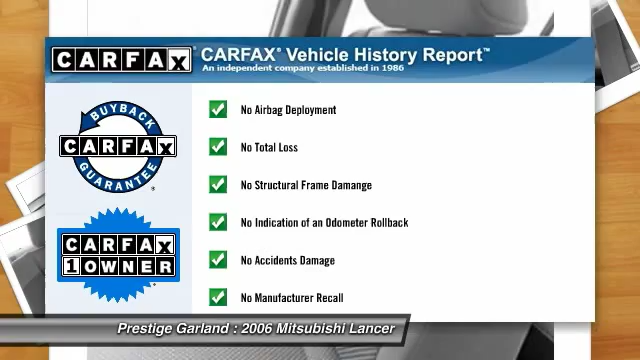 CARFAX® CARFAX® Vehicle History Report™
An independent company established in 1986
BUYBACK
CARFAX
GUARANTEE®
CARFAX
1 OWNER®
No Airbag Deployment
No Total Loss
No Structural Frame Damange
No Indication of an Odometer Rollback
No Accidents Damage
No Manufacturer Recall
Prestige Garland : 2006 Mitsubishi Lancer